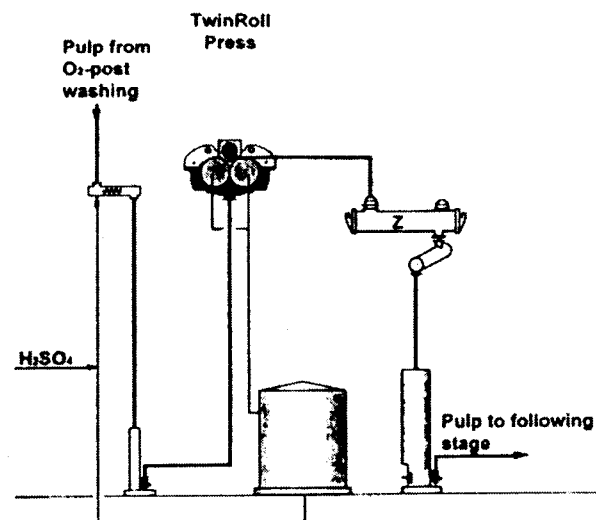 TwinRoll
Press
Pulp from
O₂-post
washing
Z
H₂SO₄
Pulp to following
stage